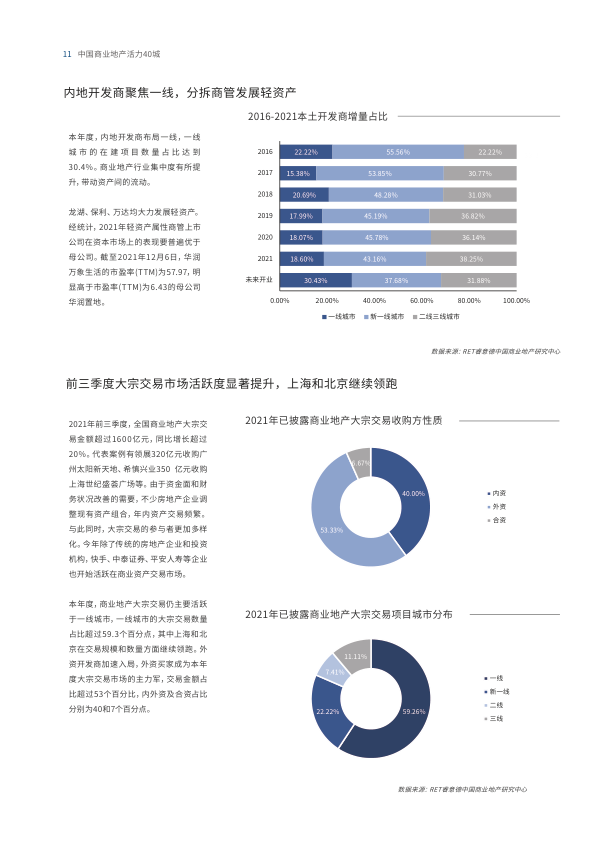 11 中国商业地产活力40城
内地开发商聚焦一线，分拆商管发展轻资产
本年度，内地开发商布局一线，一线
城市的在建项目数量占比达到
30.4%。商业地产行业集中度有所提
升，带动资产间的流动。
龙湖、保利、万达均大力发展轻资产。
经统计，2021年轻资产属性商管上市
公司在资本市场上的表现要普遍优于
母公司。截至2021年12月6日，华润
万象生活的市盈率(TTM)为57.97，明
显高于市盈率(TTM)为6.43的母公司
华润置地。
2016-2021本土开发商增量占比
2016 22.22% 55.56% 22.22%
2017 15.38% 53.85% 30.77%
2018 20.69% 48.28% 31.03%
2019 17.99% 45.19% 36.82%
2020 18.07% 45.78% 36.14%
2021 18.60% 43.16% 38.25%
未来开业 30.43% 37.68% 31.88%
0.00% 20.00% 40.00% 60.00% 80.00% 100.00%
一线城市 新一线城市 二线三线城市
数据来源：RET睿意德中国商业地产研究中心
前三季度大宗交易市场活跃度显著提升，上海和北京继续领跑
2021年前三季度，全国商业地产大宗交
易金额超过1600亿元，同比增长超过
20%。代表案例有领展320亿元收购广
州太阳新天地、希慎兴业350 亿元收购
上海世纪盛荟广场等。由于资金面和财
务状况改善的需要，不少房地产企业调
整现有资产组合，年内资产交易频繁。
与此同时，大宗交易的参与者更加多样
化。今年除了传统的房地产企业和投资
机构，快手、中泰证券、平安人寿等企业
也开始活跃在商业资产交易市场。
本年度，商业地产大宗交易仍主要活跃
于一线城市，一线城市的大宗交易数量
占比超过59.3个百分点，其中上海和北
京在交易规模和数量方面继续领跑。外
资开发商加速入局，外资买家成为本年
度大宗交易市场的主力军，交易金额占
比超过53个百分比，内外资及合资占比
分别为40和7个百分点。
2021年已披露商业地产大宗交易收购方性质
6.67%
40.00%
53.33%
内资
外资
合资
2021年已披露商业地产大宗交易项目城市分布
11.11%
7.41%
22.22%
59.26%
一线
新一线
二线
三线
数据来源：RET睿意德中国商业地产研究中心